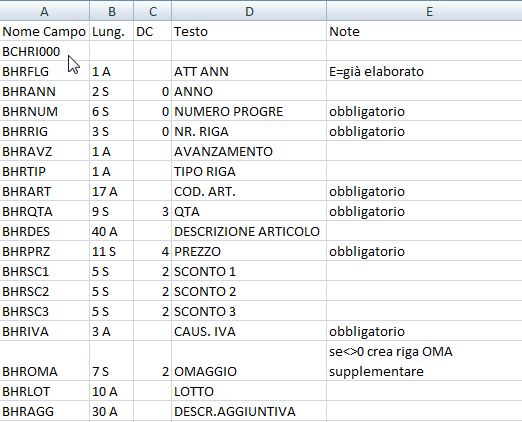 A B C D E
Nome Campo Lung. DC Testo Note
BCHRI000
BHRFLG 1 A ATT ANN E=già elaborato
BHRANN 2 S 0 ANNO
BHRNUM 6 S 0 NUMERO PROGRE obbligatorio
BHRRIG 3 S 0 NR. RIGA obbligatorio
BHRAVZ 1 A AVANZAMENTO
BHRTIP 1 A TIPO RIGA
BHRART 17 A COD. ART. obbligatorio
BHRQTA 9 S 3 QTA obbligatorio
BHRDES 40 A DESCRIZIONE ARTICOLO
BHRPRZ 11 S 4 PREZZO obbligatorio
BHRSC1 5 S 2 SCONTO 1
BHRSC2 5 S 2 SCONTO 2
BHRSC3 5 S 2 SCONTO 3
BHRIVA 3 A CAUS. IVA obbligatorio
se<>0 crea riga OMA
BHROMA 7 S 2 OMAGGIO supplementare
BHRLOT 10 A LOTTO
BHRAGG 30 A DESCR.AGGIUNTIVA